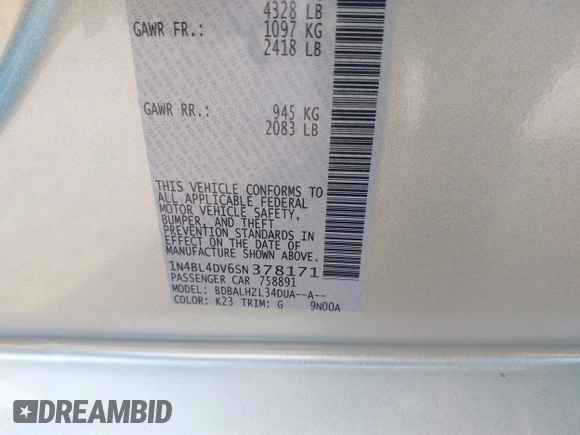 4328 LB
GAWR FR.: 1097 KG
2418 LB
GAWR RR.: 945 KG
2083 LB
THIS VEHICLE CONFORMS TO
ALL APPLICABLE FEDERAL
MOTOR VEHICLE SAFETY,
BUMPER, AND THEFT
PREVENTION STANDARDS IN
EFFECT ON THE DATE OF
MANUFACTURE SHOWN ABOVE.
1N4BL4DV6SN378171
PASSENGER CAR 758891
MODEL: BDBALHZL34DUA--A--
COLOR: K23 TRIM: G 9N00A
DREAMBID